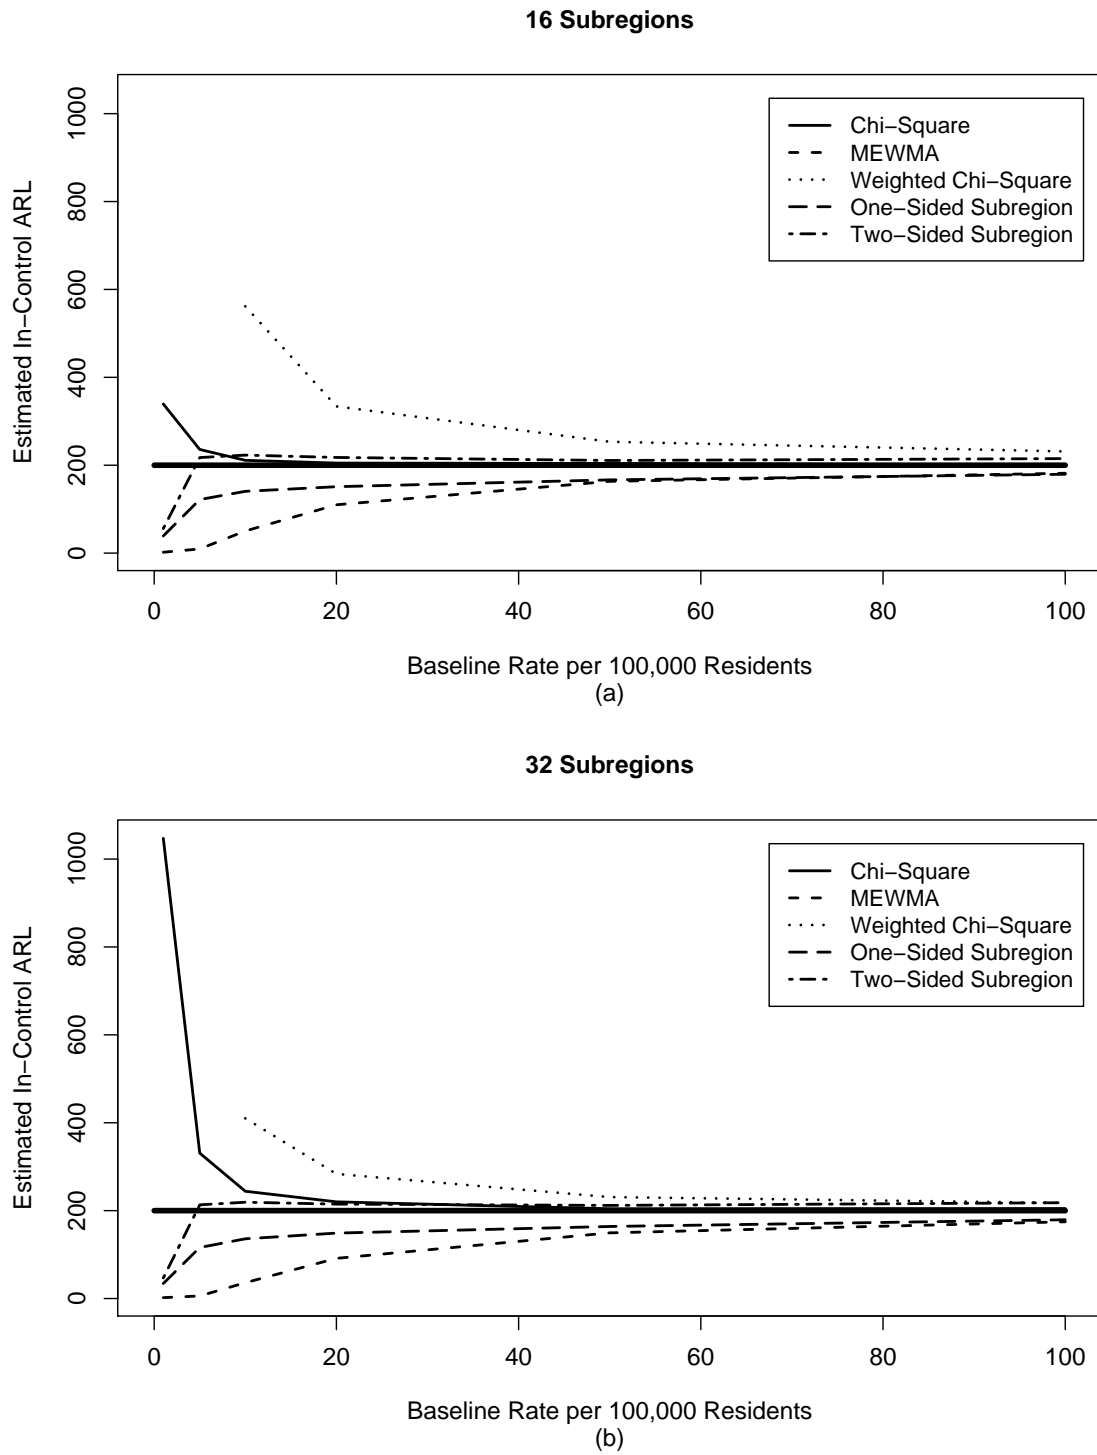 16 Subregions
Estimated In−Control ARL
1000
800
600
400
200
0
Chi−Square
MEWMA
Weighted Chi−Square
One−Sided Subregion
Two−Sided Subregion
0 20 40 60 80 100
Baseline Rate per 100,000 Residents
(a)
32 Subregions
Estimated In−Control ARL
1000
800
600
400
200
0
Chi−Square
MEWMA
Weighted Chi−Square
One−Sided Subregion
Two−Sided Subregion
0 20 40 60 80 100
Baseline Rate per 100,000 Residents
(b)